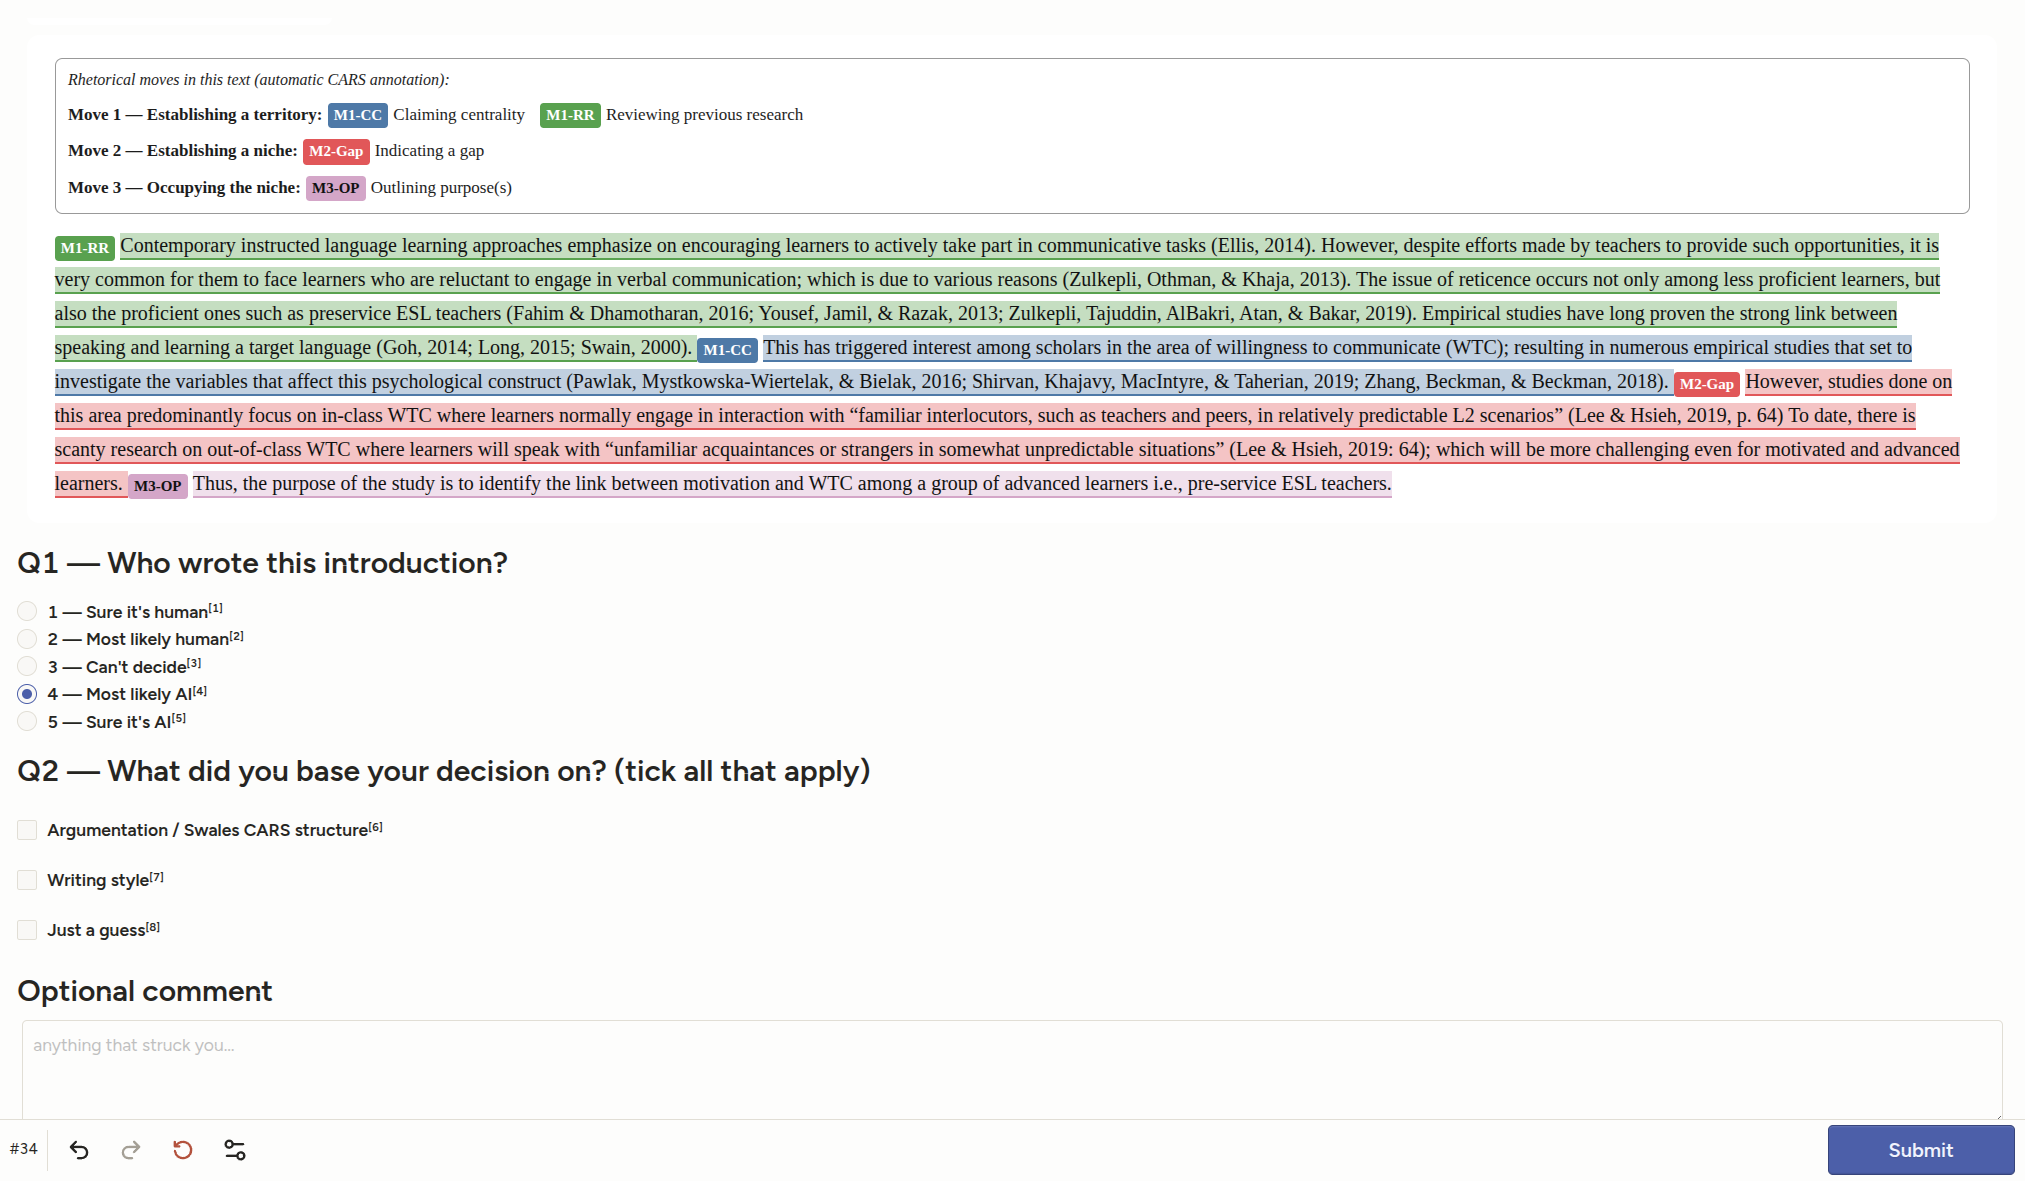 Rhetorical moves in this text (automatic CARS annotation):
Move 1 — Establishing a territory: M1-CC Claiming centrality M1-RR Reviewing previous research
Move 2 — Establishing a niche: M2-Gap Indicating a gap
Move 3 — Occupying the niche: M3-OP Outlining purpose(s)
M1-RR Contemporary instructed language learning approaches emphasize on encouraging learners to actively take part in communicative tasks (Ellis, 2014). However, despite efforts made by teachers to provide such opportunities, it is
very common for them to face learners who are reluctant to engage in verbal communication; which is due to various reasons (Zulkepli, Othman, & Khaja, 2013). The issue of reticence occurs not only among less proficient learners, but
also the proficient ones such as preservice ESL teachers (Fahim & Dhamotharan, 2016; Yousef, Jamil, & Razak, 2013; Zulkepli, Tajuddin, AlBakri, Atan, & Bakar, 2019). Empirical studies have long proven the strong link between
speaking and learning a target language (Goh, 2014; Long, 2015; Swain, 2000). M1-CC This has triggered interest among scholars in the area of willingness to communicate (WTC); resulting in numerous empirical studies that set to
investigate the variables that affect this psychological construct (Pawlak, Mystkowska-Wiertelak, & Bielak, 2016; Shirvan, Khajavy, MacIntyre, & Taherian, 2019; Zhang, Beckman, & Beckman, 2018). M2-Gap However, studies done on
this area predominantly focus on in-class WTC where learners normally engage in interaction with “familiar interlocutors, such as teachers and peers, in relatively predictable L2 scenarios” (Lee & Hsieh, 2019, p. 64) To date, there is
scanty research on out-of-class WTC where learners will speak with “unfamiliar acquaintances or strangers in somewhat unpredictable situations” (Lee & Hsieh, 2019: 64); which will be more challenging even for motivated and advanced
learners. M3-OP Thus, the purpose of the study is to identify the link between motivation and WTC among a group of advanced learners i.e., pre-service ESL teachers.
Q1 — Who wrote this introduction?
1 — Sure it's human[1]
2 — Most likely human[2]
3 — Can't decide[3]
4 — Most likely AI[4]
5 — Sure it's AI[5]
Q2 — What did you base your decision on? (tick all that apply)
Argumentation / Swales CARS structure[6]
Writing style[7]
Just a guess[8]
Optional comment
anything that struck you...
#34
Submit